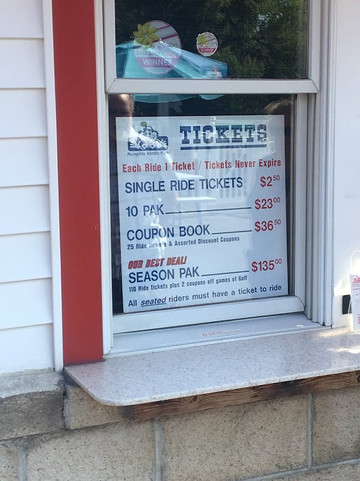 WINNER
TICKETS
Each Ride 1 Ticket / Tickets Never Expire
SINGLE RIDE TICKETS $2.50
10 PAK $23.00
COUPON BOOK $36.50
25 Ride Tickets & Assorted Discount Coupons
OUR BEST DEAL!
SEASON PAK $135.00
110 Ride tickets plus 2 coupons off games of Golf
All seated riders must have a ticket to ride